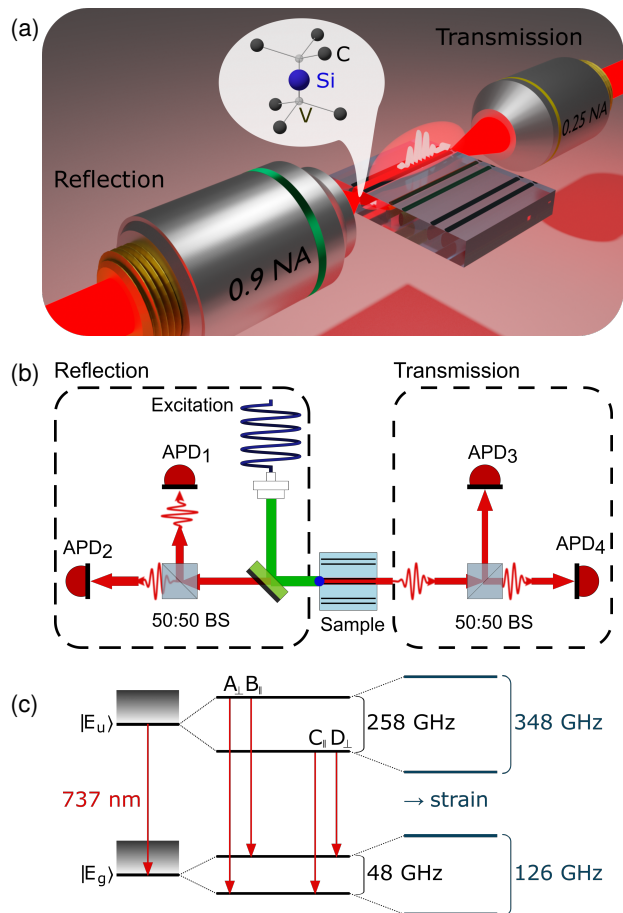 (a)
Transmission
C
Si
V
0.25 NA
Reflection
0.9 NA
(b)
Reflection
Transmission
Excitation
APD1
APD3
APD2
APD4
50:50 BS
Sample
50:50 BS
(c)
A⊥ B∥
|Eu⟩
258 GHz
348 GHz
C∥ D⊥
737 nm
→ strain
|Eg⟩
48 GHz
126 GHz